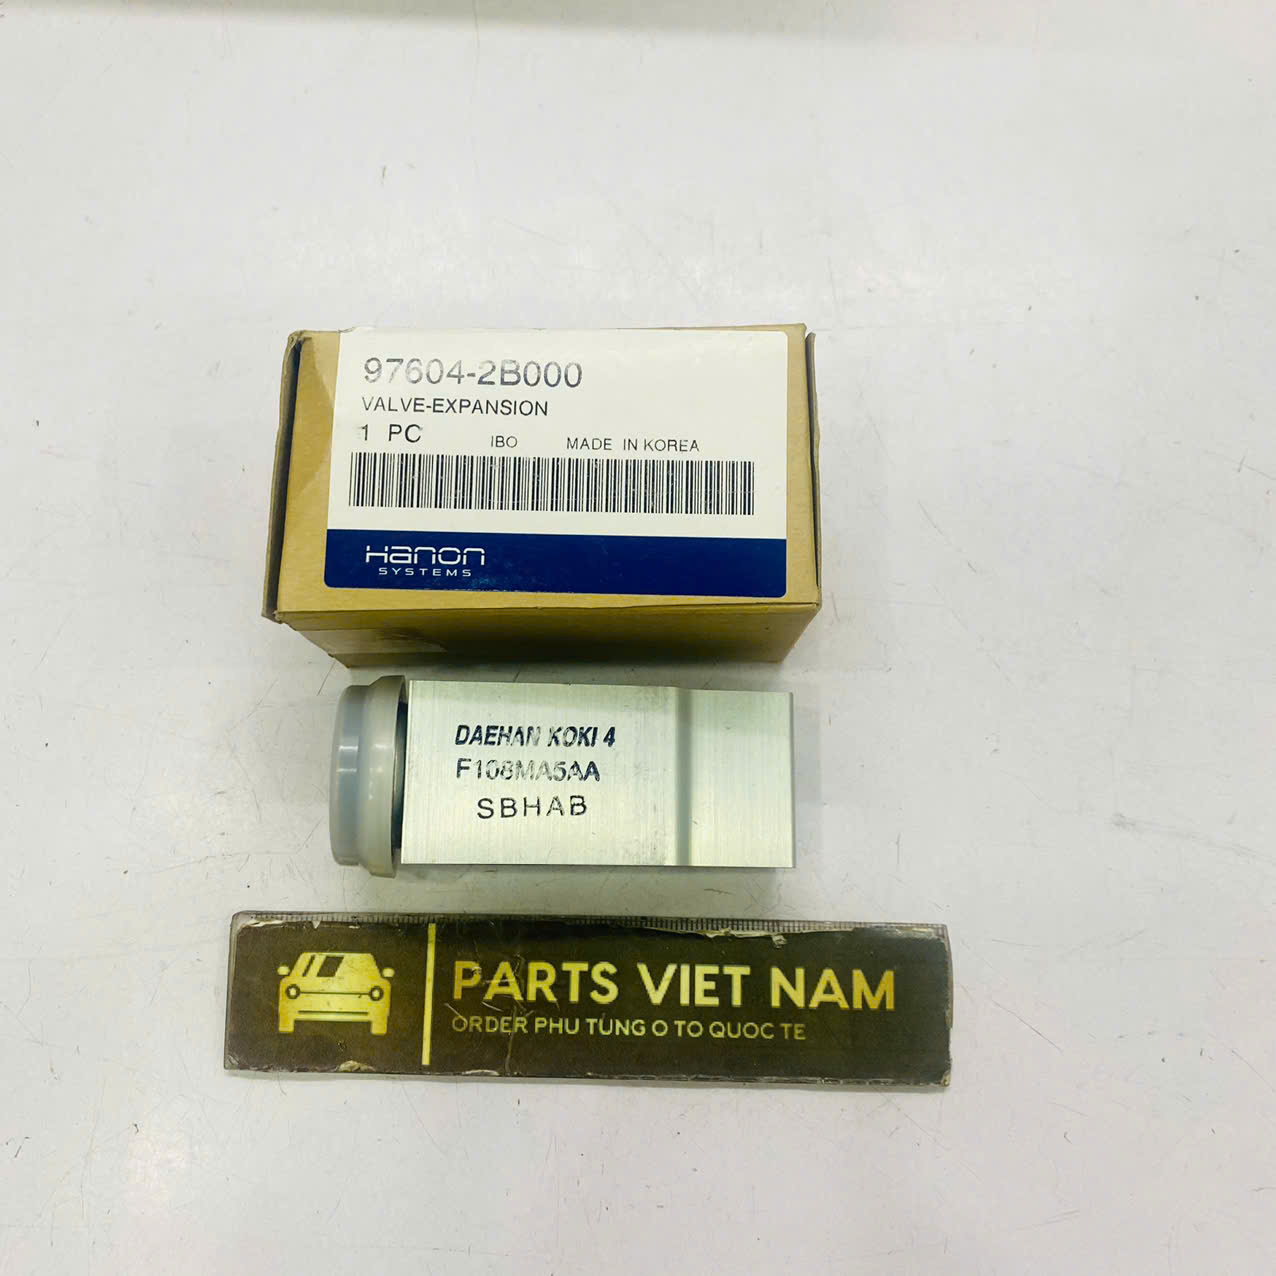 97604-2B000
VALVE-EXPANSION
1 PC IBO MADE IN KOREA
Hanon
SYSTEMS
DAEHAN KOKI 4
F108MA5AA
SBHAB
PARTS VIET NAM
ORDER PHU TUNG O TO QUOC TE